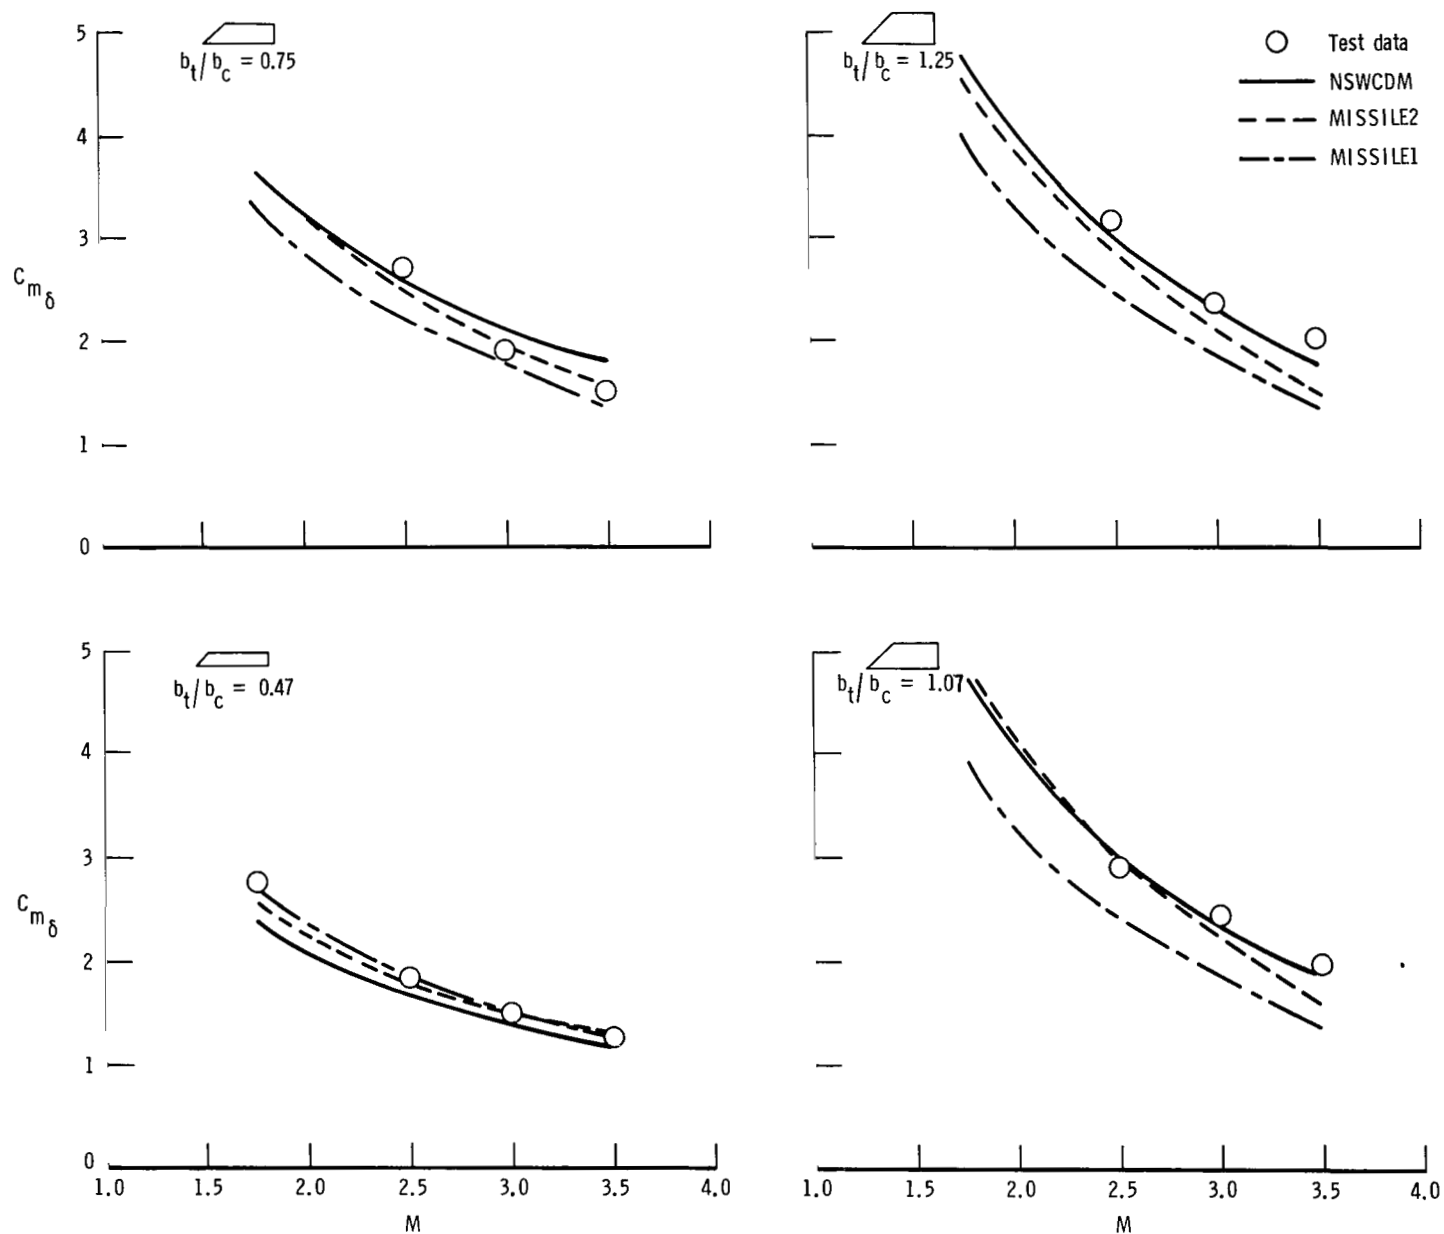 5
4
3
2
1
0
C_mδ
b_t/b_c = 0.75
b_t/b_c = 1.25
Test data
NSWCDM
MISSILE2
MISSILE1
5
4
3
2
1
0
C_mδ
b_t/b_c = 0.47
b_t/b_c = 1.07
1.0 1.5 2.0 2.5 3.0 3.5 4.0
M
1.0 1.5 2.0 2.5 3.0 3.5 4.0
M